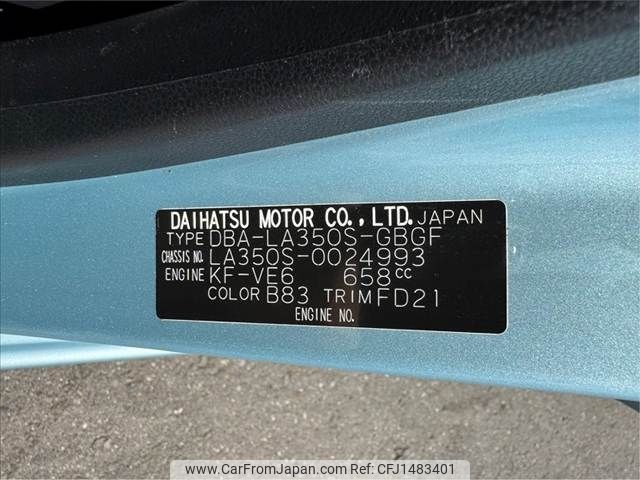 DAIHATSU MOTOR CO., LTD. JAPAN
TYPE DBA-LA350S-GBGF
CHASSIS NO. LA350S-0024993
ENGINE KF-VE6 658cc
COLOR B83 TRIM FD21
ENGINE NO.
www.CarFromJapan.com | Ref: CFJ1483401